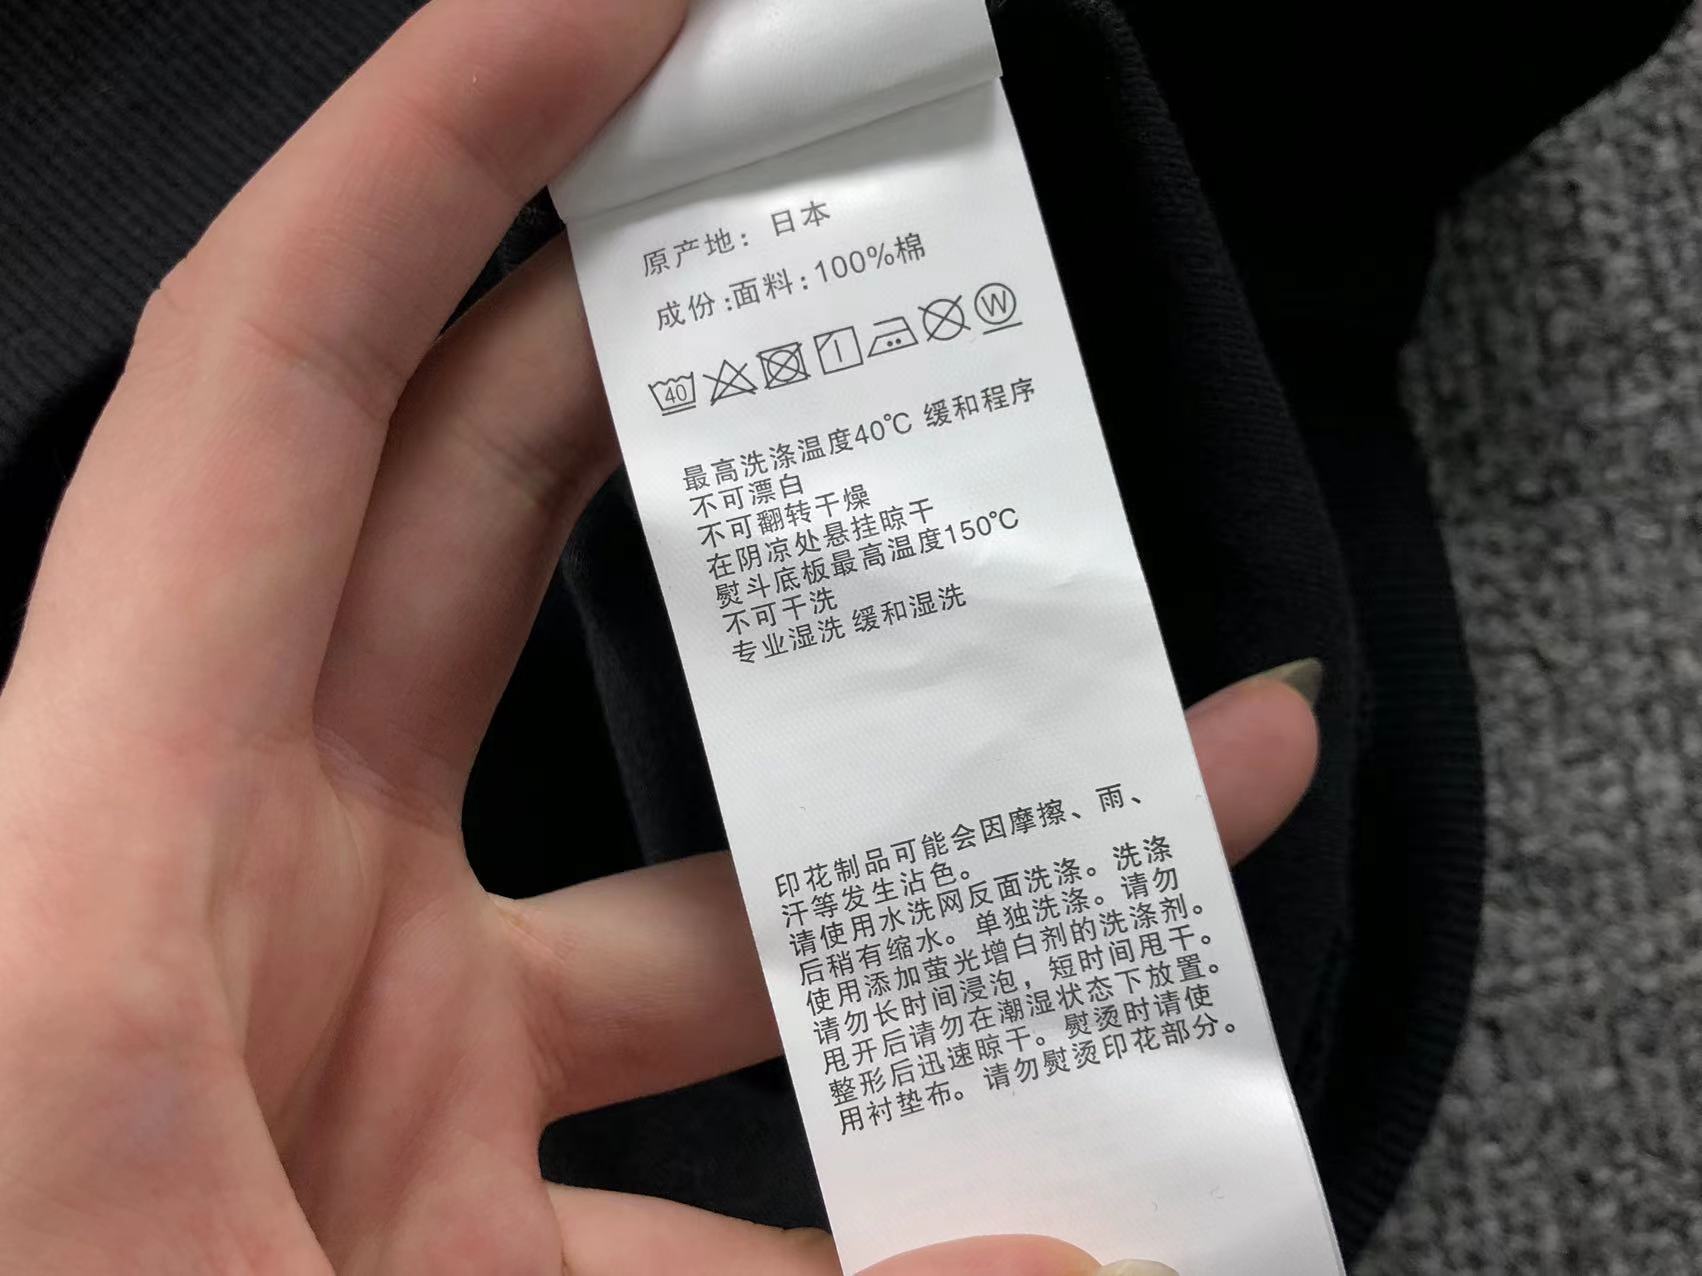 原产地： 日本
成份:面料:100%棉
40 W
最高洗涤温度40℃ 缓和程序
不可漂白
不可翻转干燥
在阴凉处悬挂晾干
熨斗底板最高温度150℃
不可干洗
专业湿洗 缓和湿洗
印花制品可能会因摩擦、雨、
汗等发生沾色。
请使用水洗网反面洗涤。洗涤
后稍有缩水。单独洗涤。请勿
使用添加萤光增白剂的洗涤剂。
请勿长时间浸泡，短时间甩干。
甩开后请勿在潮湿状态下放置。
整形后迅速晾干。熨烫时请使
用衬垫布。请勿熨烫印花部分。